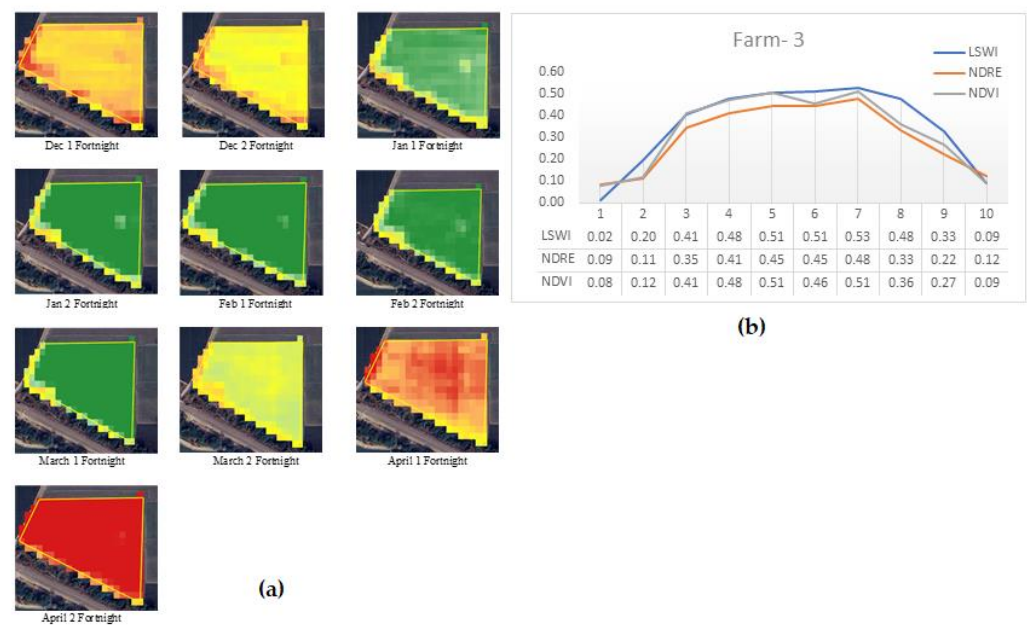 Dec 1 Fortnight
Dec 2 Fortnight
Jan 1 Fortnight
Jan 2 Fortnight
Feb 1 Fortnight
Feb 2 Fortnight
March 1 Fortnight
March 2 Fortnight
April 1 Fortnight
April 2 Fortnight
(a)
Farm- 3
LSWI
NDRE
NDVI
0.60
0.50
0.40
0.30
0.20
0.10
0.00
1 2 3 4 5 6 7 8 9 10
LSWI 0.02 0.20 0.41 0.48 0.51 0.51 0.53 0.48 0.33 0.09
NDRE 0.09 0.11 0.35 0.41 0.45 0.45 0.48 0.33 0.22 0.12
NDVI 0.08 0.12 0.41 0.48 0.51 0.46 0.51 0.36 0.27 0.09
(b)